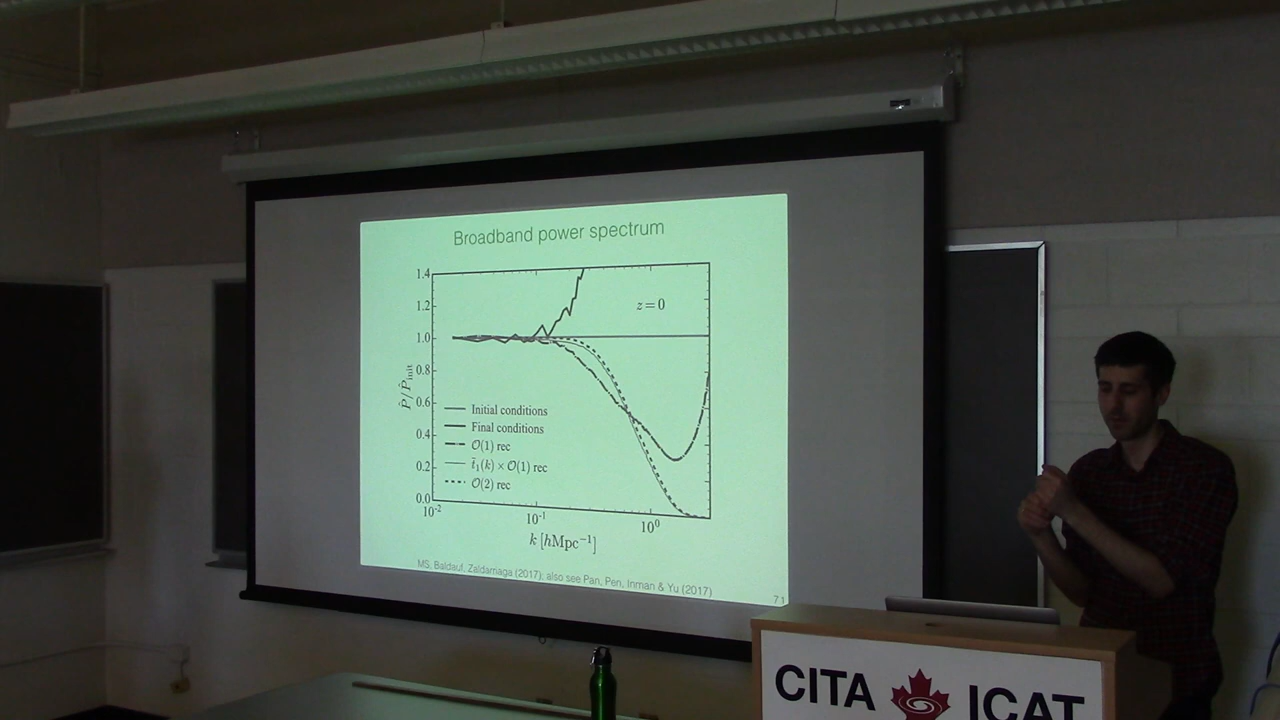 Broadband power spectrum
1.4
1.2
1.0
0.8
0.6
0.4
0.2
0.0
P̂/P̂init
z = 0
Initial conditions
Final conditions
𝒪(1) rec
t̃₁(k) × 𝒪(1) rec
𝒪(2) rec
10⁻² 10⁻¹ 10⁰
k [hMpc⁻¹]
MS, Baldauf, Zaldarriaga (2017); also see Pan, Pen, Inman & Yu (2017)
71
CITA ICAT